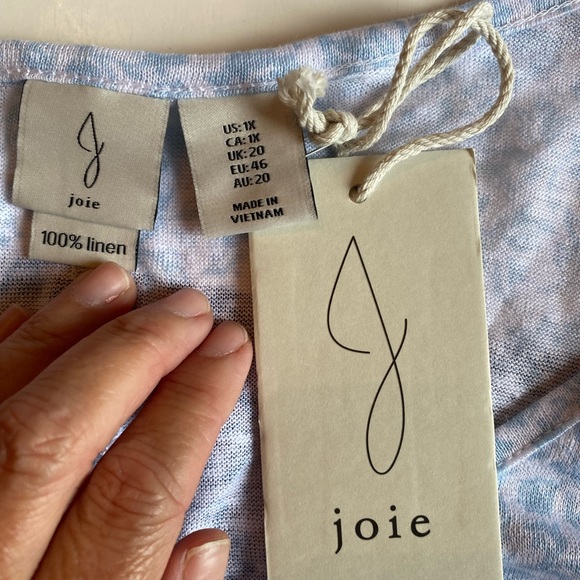 joie
100% linen
US: 1X
CA: 1X
UK: 20
EU: 46
AU: 20
MADE IN
VIETNAM
joie